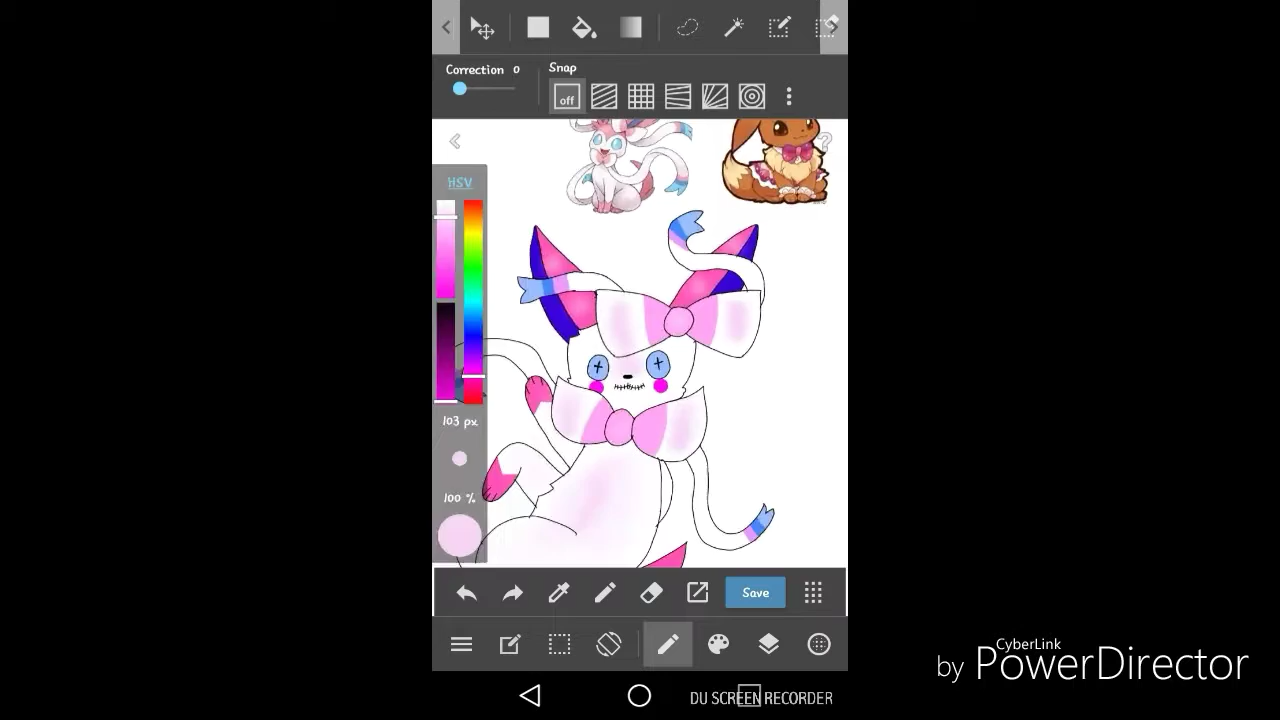 Correction 0
Snap
off
HSV
103 px
100 %
Save
CyberLink
by PowerDirector
DU SCREEN RECORDER